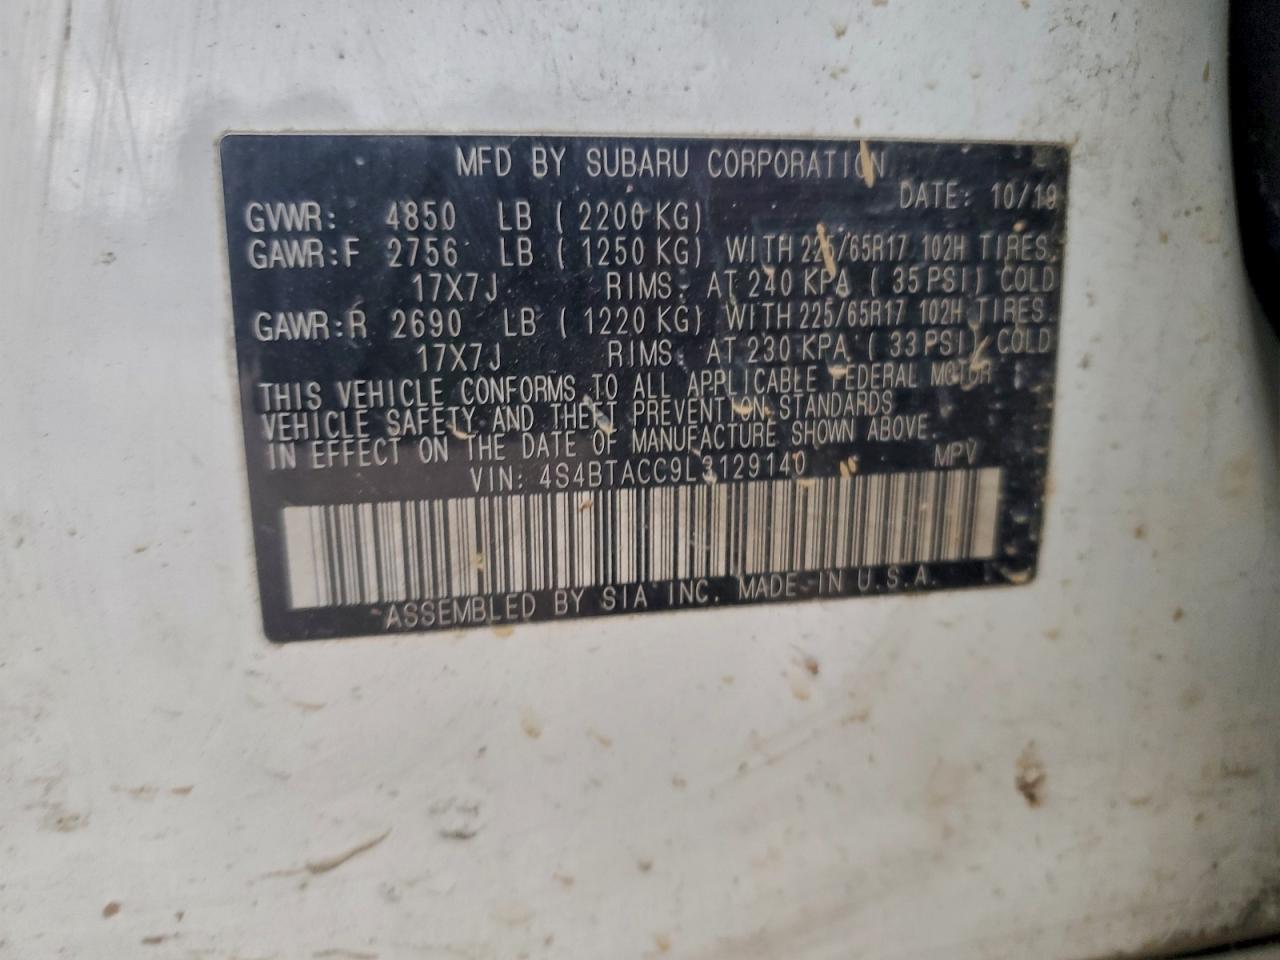 MFD BY SUBARU CORPORATION
DATE: 10/19
GVWR: 4850 LB ( 2200 KG)
GAWR:F 2756 LB ( 1250 KG) WITH 225/65R17 102H TIRES.
17X7J RIMS: AT 240 KPA ( 35 PSI) COLD
GAWR:R 2690 LB ( 1220 KG) WITH 225/65R17 102H TIRES.
17X7J RIMS: AT 230 KPA ( 33 PSI) COLD
THIS VEHICLE CONFORMS TO ALL APPLICABLE FEDERAL MOTOR
VEHICLE SAFETY AND THEFT PREVENTION STANDARDS
IN EFFECT ON THE DATE OF MANUFACTURE SHOWN ABOVE.
VIN: 4S4BTACC9L3129140 MPV
ASSEMBLED BY SIA INC. MADE-IN U.S.A.